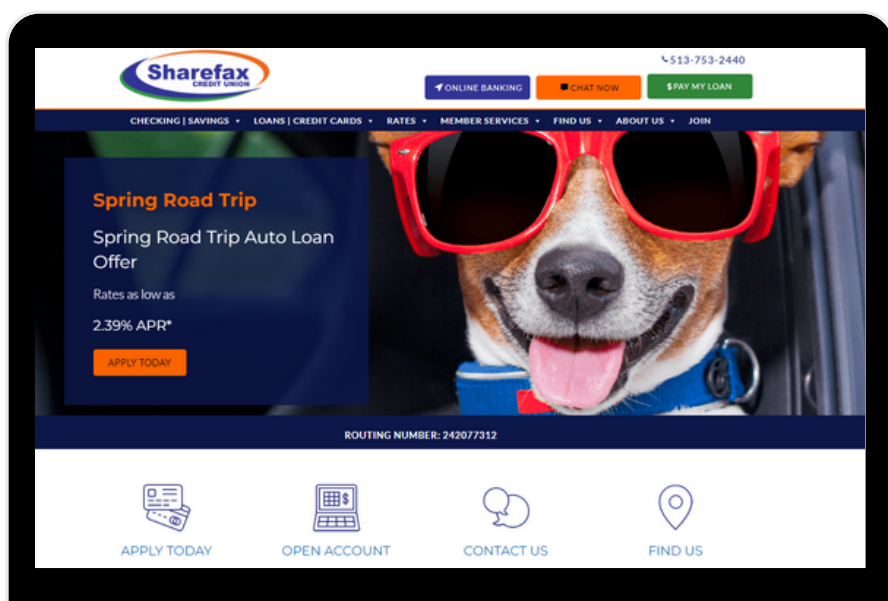 Sharefax
CREDIT UNION
513-753-2440
ONLINE BANKING
CHAT NOW
$ PAY MY LOAN
CHECKING | SAVINGS
LOANS | CREDIT CARDS
RATES
MEMBER SERVICES
FIND US
ABOUT US
JOIN
Spring Road Trip
Spring Road Trip Auto Loan
Offer
Rates as low as
2.39% APR*
APPLY TODAY
ROUTING NUMBER: 242077312
APPLY TODAY
OPEN ACCOUNT
CONTACT US
FIND US